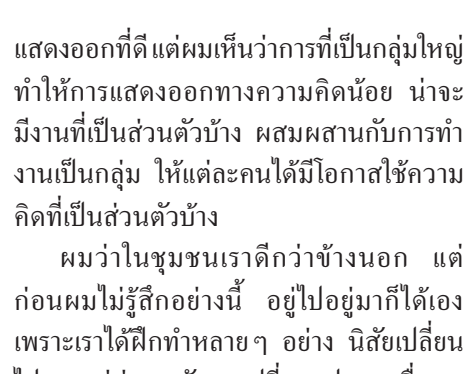 แสดงออกที่ดี แต่ผมเห็นว่าการที่เป็นกลุ่มใหญ่
ทำให้การแสดงออกทางความคิดน้อย น่าจะ
มีงานที่เป็นส่วนตัวบ้าง ผสมผสานกับการทำ
งานเป็นกลุ่ม ให้แต่ละคนได้มีโอกาสใช้ความ
คิดที่เป็นส่วนตัวบ้าง
ผมว่าในชุมชนเราดีกว่าข้างนอก แต่
ก่อนผมไม่รู้สึกอย่างนี้ อยู่ไปอยู่มาก็ได้เอง
เพราะเราได้ฝึกทำหลายๆ อย่าง นิสัยเปลี่ยน